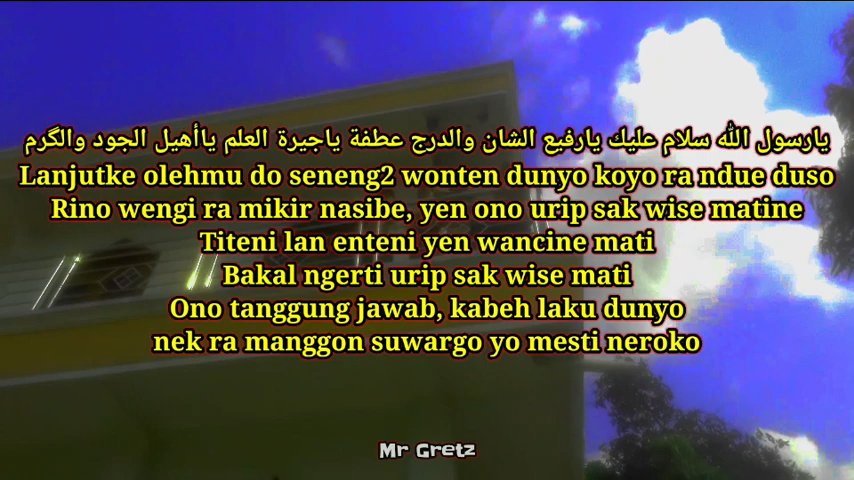 يارسول الله سلام عليك يارفيع الشان والدرج عطفة ياجيرة العلم ياأهيل الجود والگرم
Lanjutke olehmu do seneng2 wonten dunyo koyo ra ndue duso
Rino wengi ra mikir nasibe, yen ono urip sak wise matine
Titeni lan enteni yen wancine mati
Bakal ngerti urip sak wise mati
Ono tanggung jawab, kabeh laku dunyo
nek ra manggon suwargo yo mesti neroko
Mr Gretz